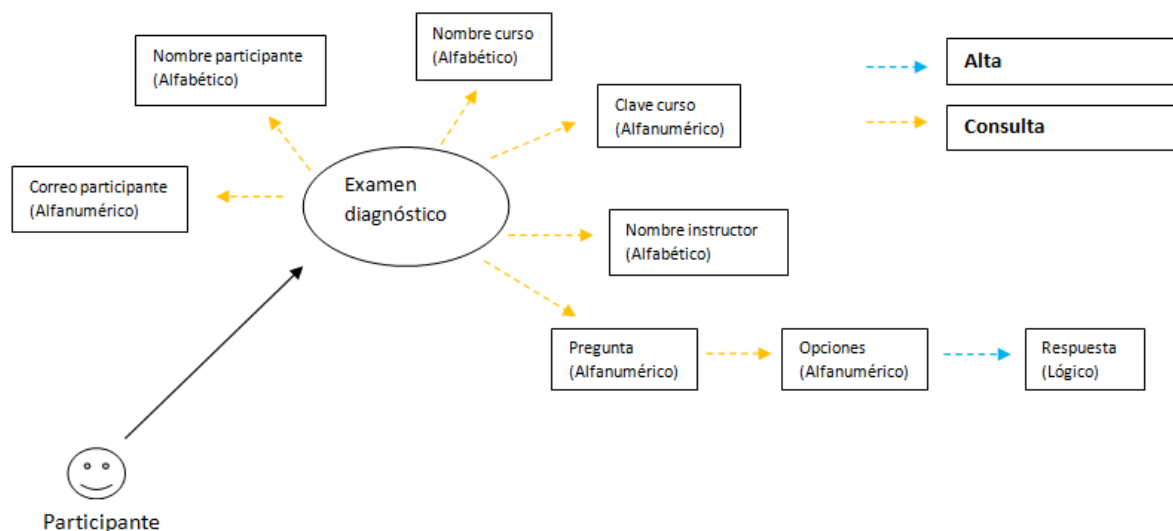 Nombre curso
(Alfabético)
Nombre participante
(Alfabético)
Alta
Clave curso
(Alfanumérico)
Consulta
Correo participante
(Alfanumérico)
Examen
diagnóstico
Nombre instructor
(Alfabético)
Pregunta
(Alfanumérico)
Opciones
(Alfanumérico)
Respuesta
(Lógico)
Participante